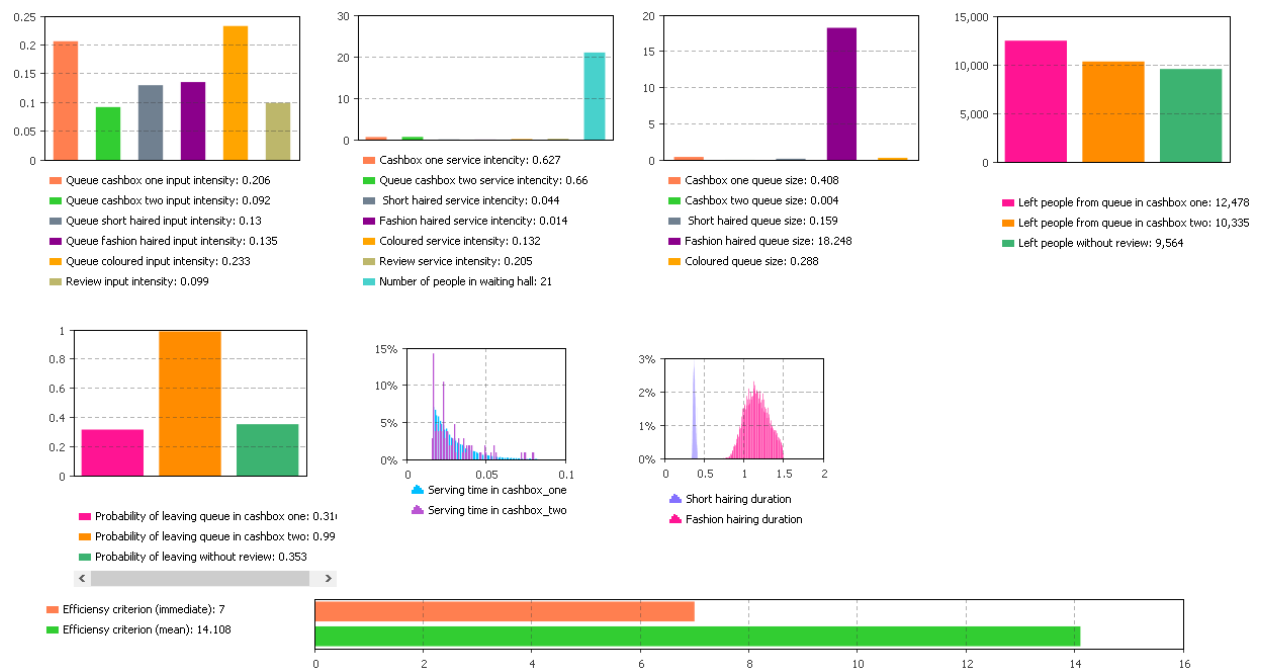 0.25
0.2
0.15
0.1
0.05
0
Queue cashbox one input intensity: 0.206
Queue cashbox two input intensity: 0.092
Queue short haired input intensity: 0.13
Queue fashion haired input intensity: 0.135
Queue coloured input intensity: 0.233
Review input intensity: 0.099
30
20
10
0
Cashbox one service intencity: 0.627
Queue cashbox two service intencity: 0.66
Short haired service intencity: 0.044
Fashion haired service intencity: 0.014
Coloured service intensity: 0.132
Review service intensity: 0.205
Number of people in waiting hall: 21
20
15
10
5
0
Cashbox one queue size: 0.408
Cashbox two queue size: 0.004
Short haired queue size: 0.159
Fashion haired queue size: 18.248
Coloured queue size: 0.288
15,000
10,000
5,000
0
Left people from queue in cashbox one: 12,478
Left people from queue in cashbox two: 10,335
Left people without review: 9,564
1
0.8
0.6
0.4
0.2
0
Probability of leaving queue in cashbox one: 0.31
Probability of leaving queue in cashbox two: 0.99
Probability of leaving without review: 0.353
15%
10%
5%
0%
0 0.05 0.1
Serving time in cashbox_one
Serving time in cashbox_two
3%
2%
1%
0%
0 0.5 1 1.5 2
Short hairing duration
Fashion hairing duration
Efficiensy criterion (immediate): 7
Efficiensy criterion (mean): 14.108
0 2 4 6 8 10 12 14 16